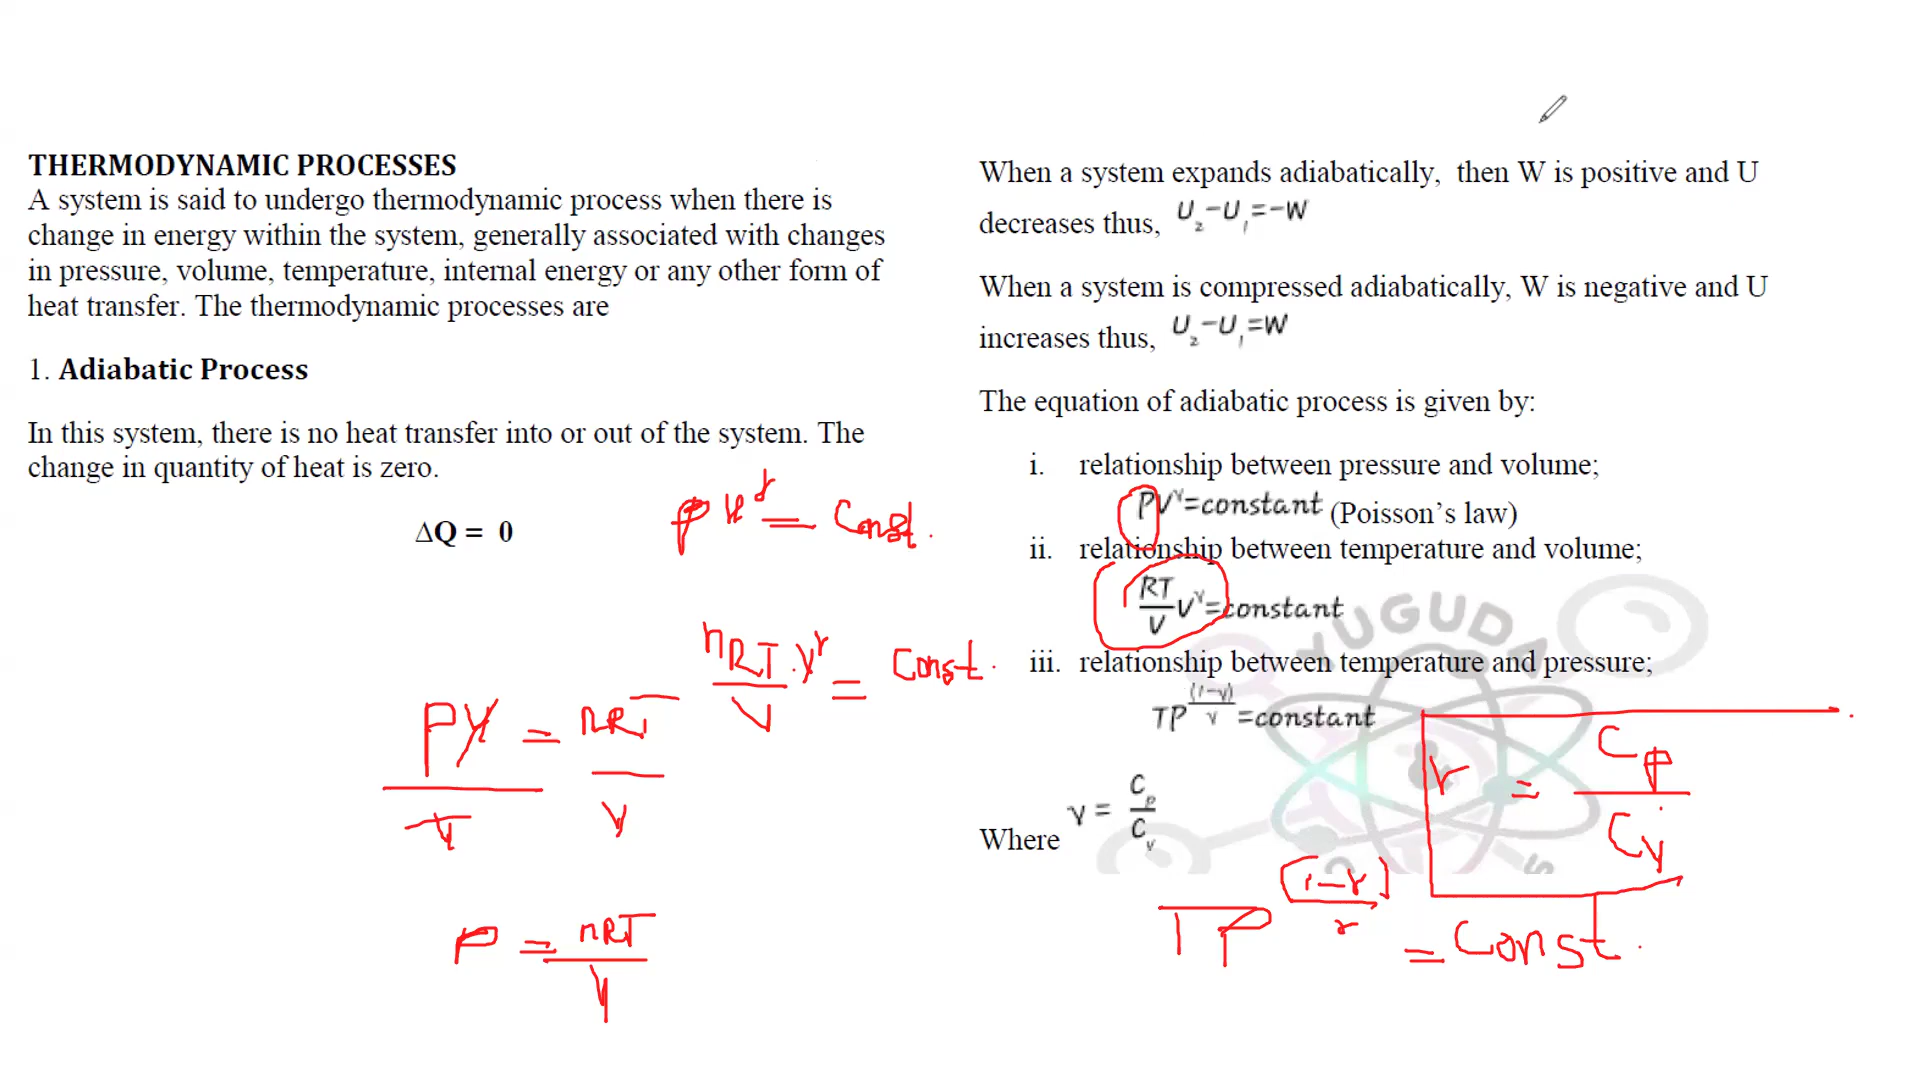 THERMODYNAMIC PROCESSES
A system is said to undergo thermodynamic process when there is
change in energy within the system, generally associated with changes
in pressure, volume, temperature, internal energy or any other form of
heat transfer. The thermodynamic processes are
1. Adiabatic Process
In this system, there is no heat transfer into or out of the system. The
change in quantity of heat is zero.
ΔQ = 0
PV^γ = Const.
nRT/V . V^γ = Const.
PV/V = nRT/V
P = nRT/V
When a system expands adiabatically, then W is positive and U
decreases thus, U₂-U₁=-W
When a system is compressed adiabatically, W is negative and U
increases thus, U₂-U₁=W
The equation of adiabatic process is given by:
i. relationship between pressure and volume;
PV^γ=constant (Poisson’s law)
ii. relationship between temperature and volume;
RT/V V^γ=constant
iii. relationship between temperature and pressure;
TP^(1-γ)/γ=constant
γ = Cp/Cv
Where γ = Cp/Cv
TP^(1-γ)/γ = Const.
YUGUDA